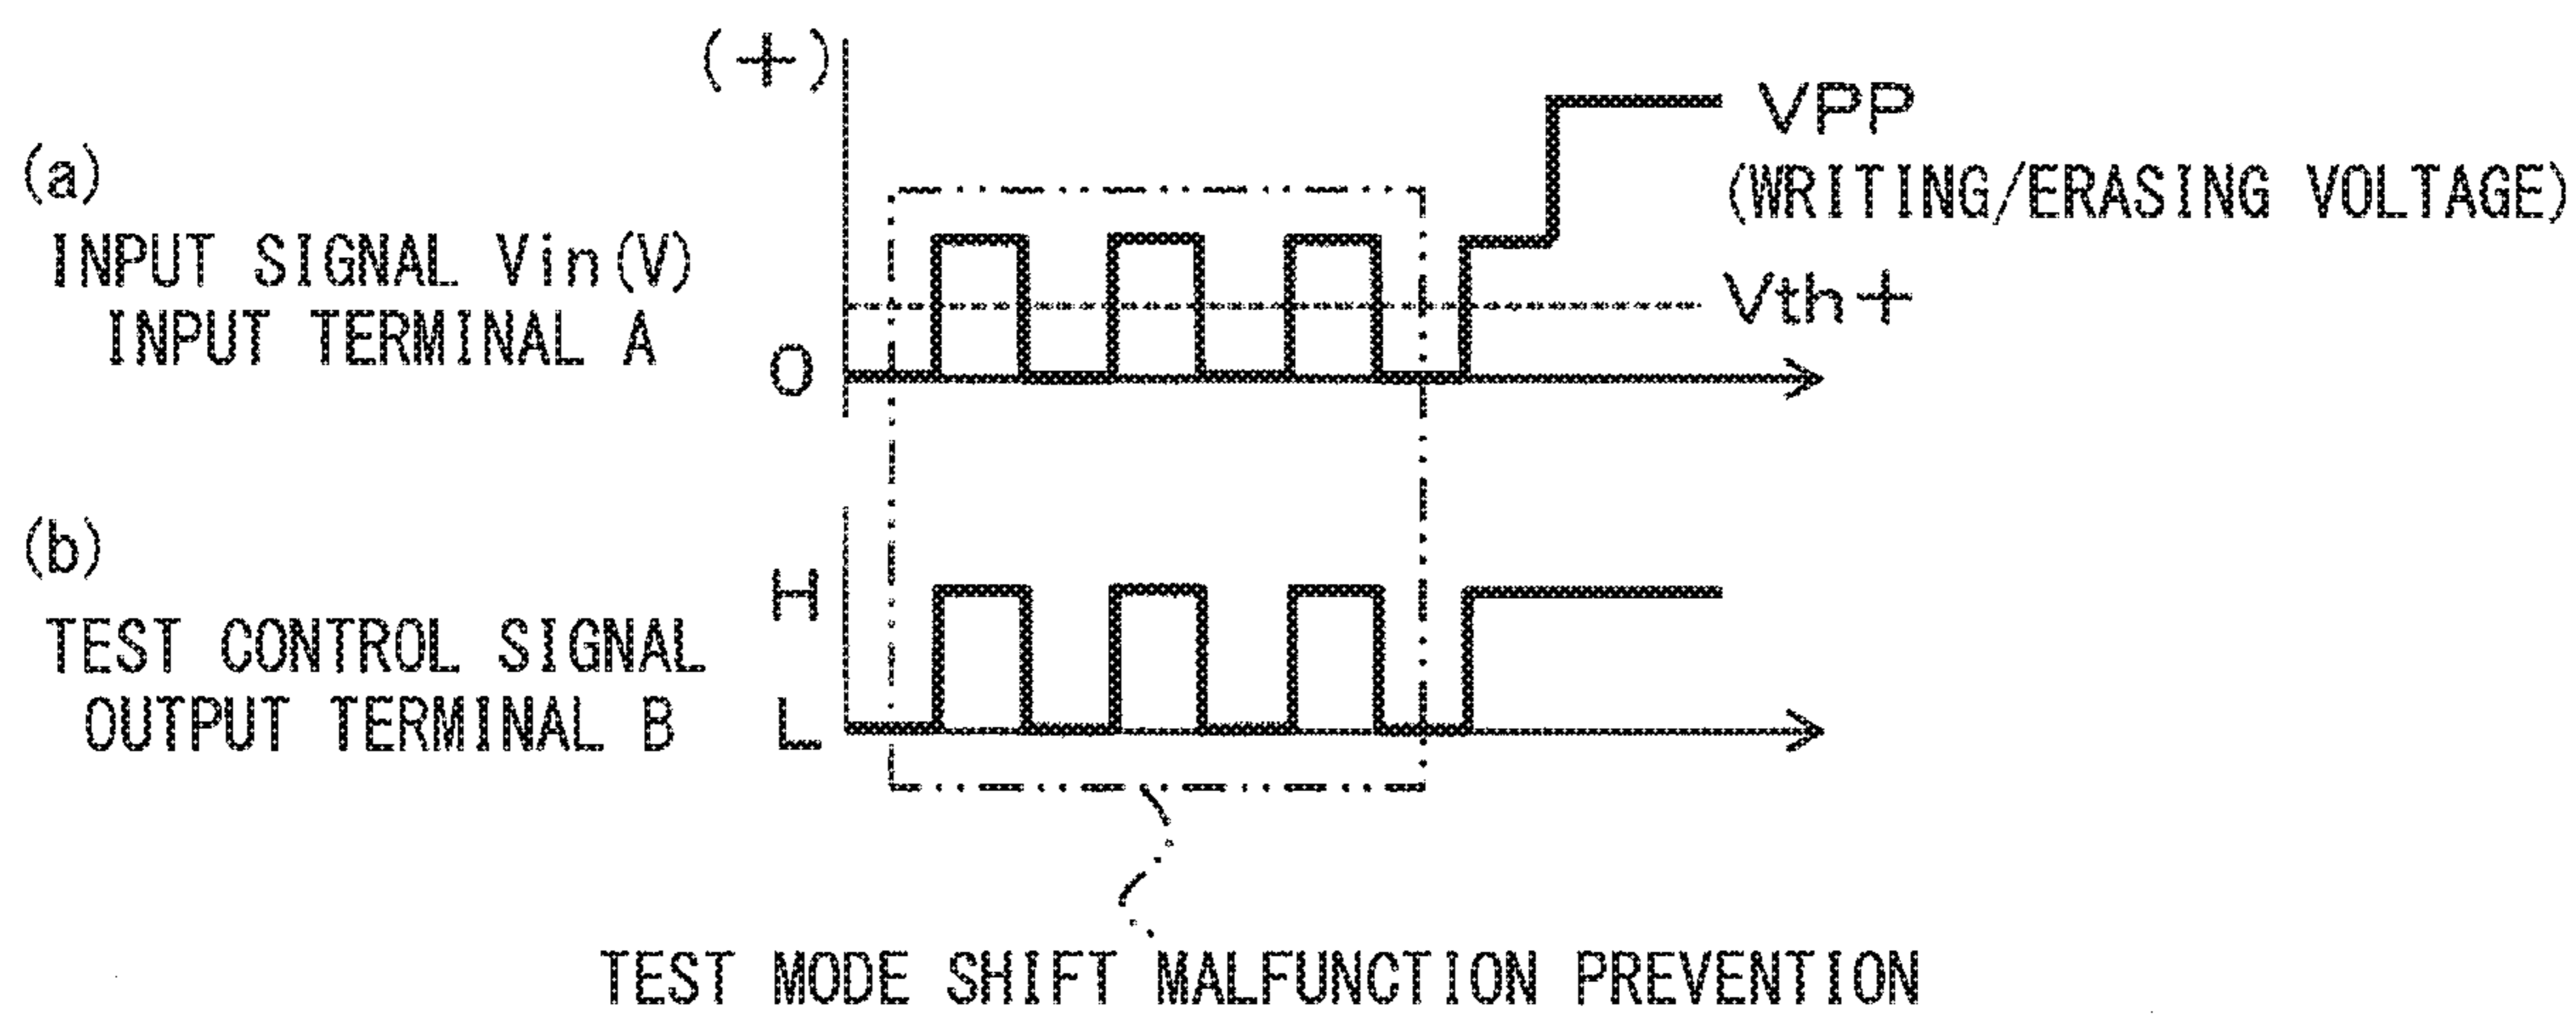 (+)
VPP
(a)
(WRITING/ERASING VOLTAGE)
INPUT SIGNAL Vin(V)
Vth+
INPUT TERMINAL A
0
(b)
H
TEST CONTROL SIGNAL
OUTPUT TERMINAL B
L
TEST MODE SHIFT MALFUNCTION PREVENTION